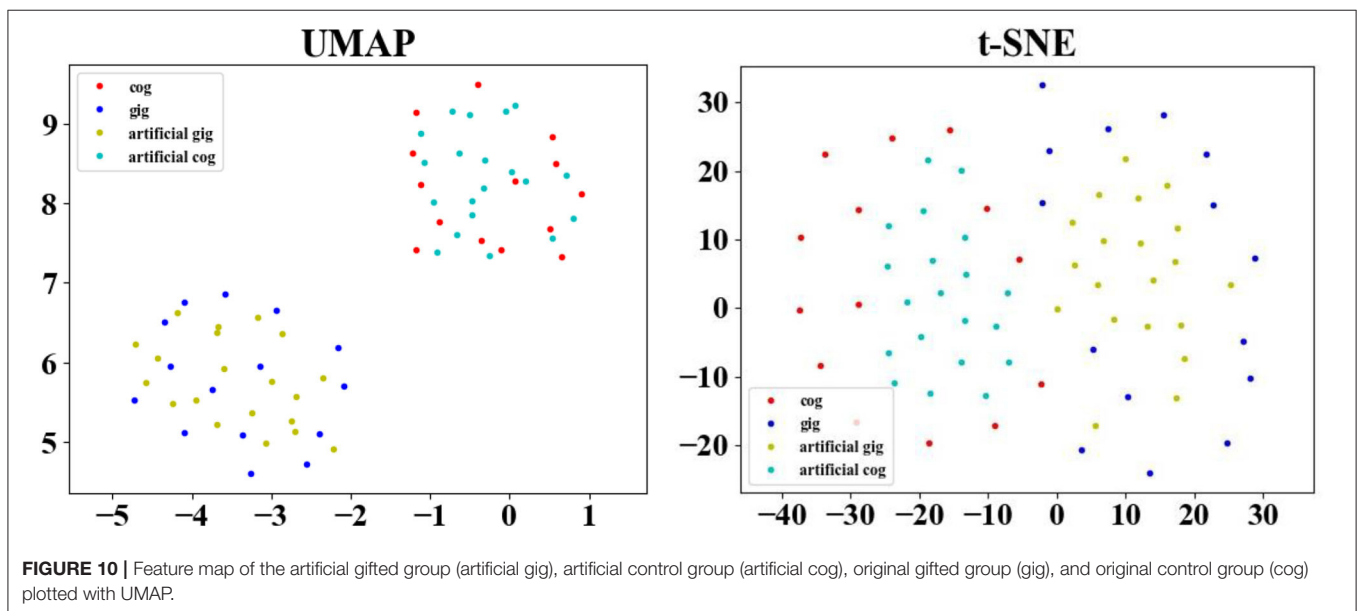 UMAP
cog
gig
artificial gig
artificial cog
9
8
7
6
5
−5 −4 −3 −2 −1 0 1
t-SNE
30
20
10
0
−10
−20
cog
gig
artificial gig
artificial cog
−40 −30 −20 −10 0 10 20 30
FIGURE 10 | Feature map of the artificial gifted group (artificial gig), artificial control group (artificial cog), original gifted group (gig), and original control group (cog)
plotted with UMAP.